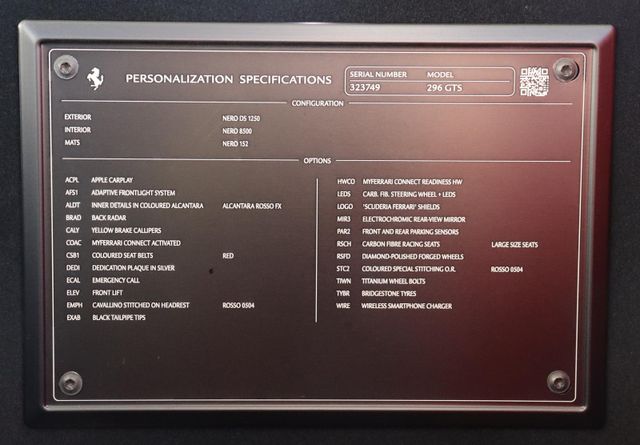 PERSONALIZATION SPECIFICATIONS
SERIAL NUMBER MODEL
323749 296 GTS
CONFIGURATION
EXTERIOR NERO DS 1250
INTERIOR NERO 8500
MATS NERO 152
OPTIONS
ACPL APPLE CARPLAY
AFS1 ADAPTIVE FRONTLIGHT SYSTEM
ALDT INNER DETAILS IN COLOURED ALCANTARA ALCANTARA ROSSO FX
BRAD BACK RADAR
CALY YELLOW BRAKE CALLIPERS
COAC MYFERRARI CONNECT ACTIVATED
CSB1 COLOURED SEAT BELTS RED
DEDI DEDICATION PLAQUE IN SILVER
ECAL EMERGENCY CALL
ELEV FRONT LIFT
EMPH CAVALLINO STITCHED ON HEADREST ROSSO 0504
EXAB BLACK TAILPIPE TIPS
HWCO MYFERRARI CONNECT READINESS HW
LEDS CARB. FIB. STEERING WHEEL + LEDS
LOGO "SCUDERIA FERRARI" SHIELDS
MIR3 ELECTROCHROMIC REAR-VIEW MIRROR
PAR2 FRONT AND REAR PARKING SENSORS
RSCH CARBON FIBRE RACING SEATS LARGE SIZE SEATS
RSFD DIAMOND-POLISHED FORGED WHEELS
STC2 COLOURED SPECIAL STITCHING O.R. ROSSO 0504
TIWN TITANIUM WHEEL BOLTS
TYBR BRIDGESTONE TYRES
WIRE WIRELESS SMARTPHONE CHARGER